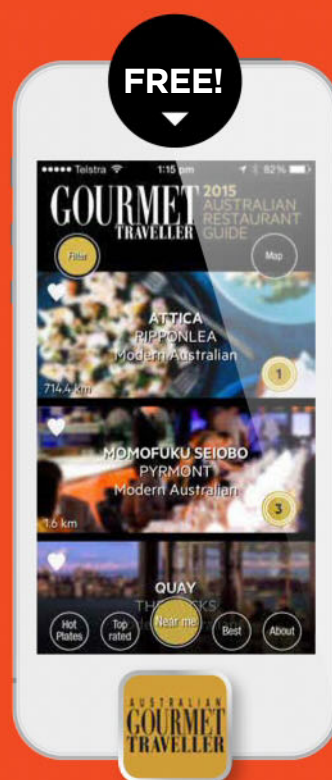 FREE!
Telstra 1:15 pm 82%
GOURMET
TRAVELLER
2015
AUSTRALIAN
RESTAURANT
GUIDE
Filter
Map
ATTICA
RIPPONLEA
Modern Australian
1
714.4 km
MOMOFUKU SEIOBO
PYRMONT
Modern Australian
3
1.6 km
QUAY
Hot
Plates
Top
rated
Near me
Best
About
AUSTRALIAN
GOURMET
TRAVELLER